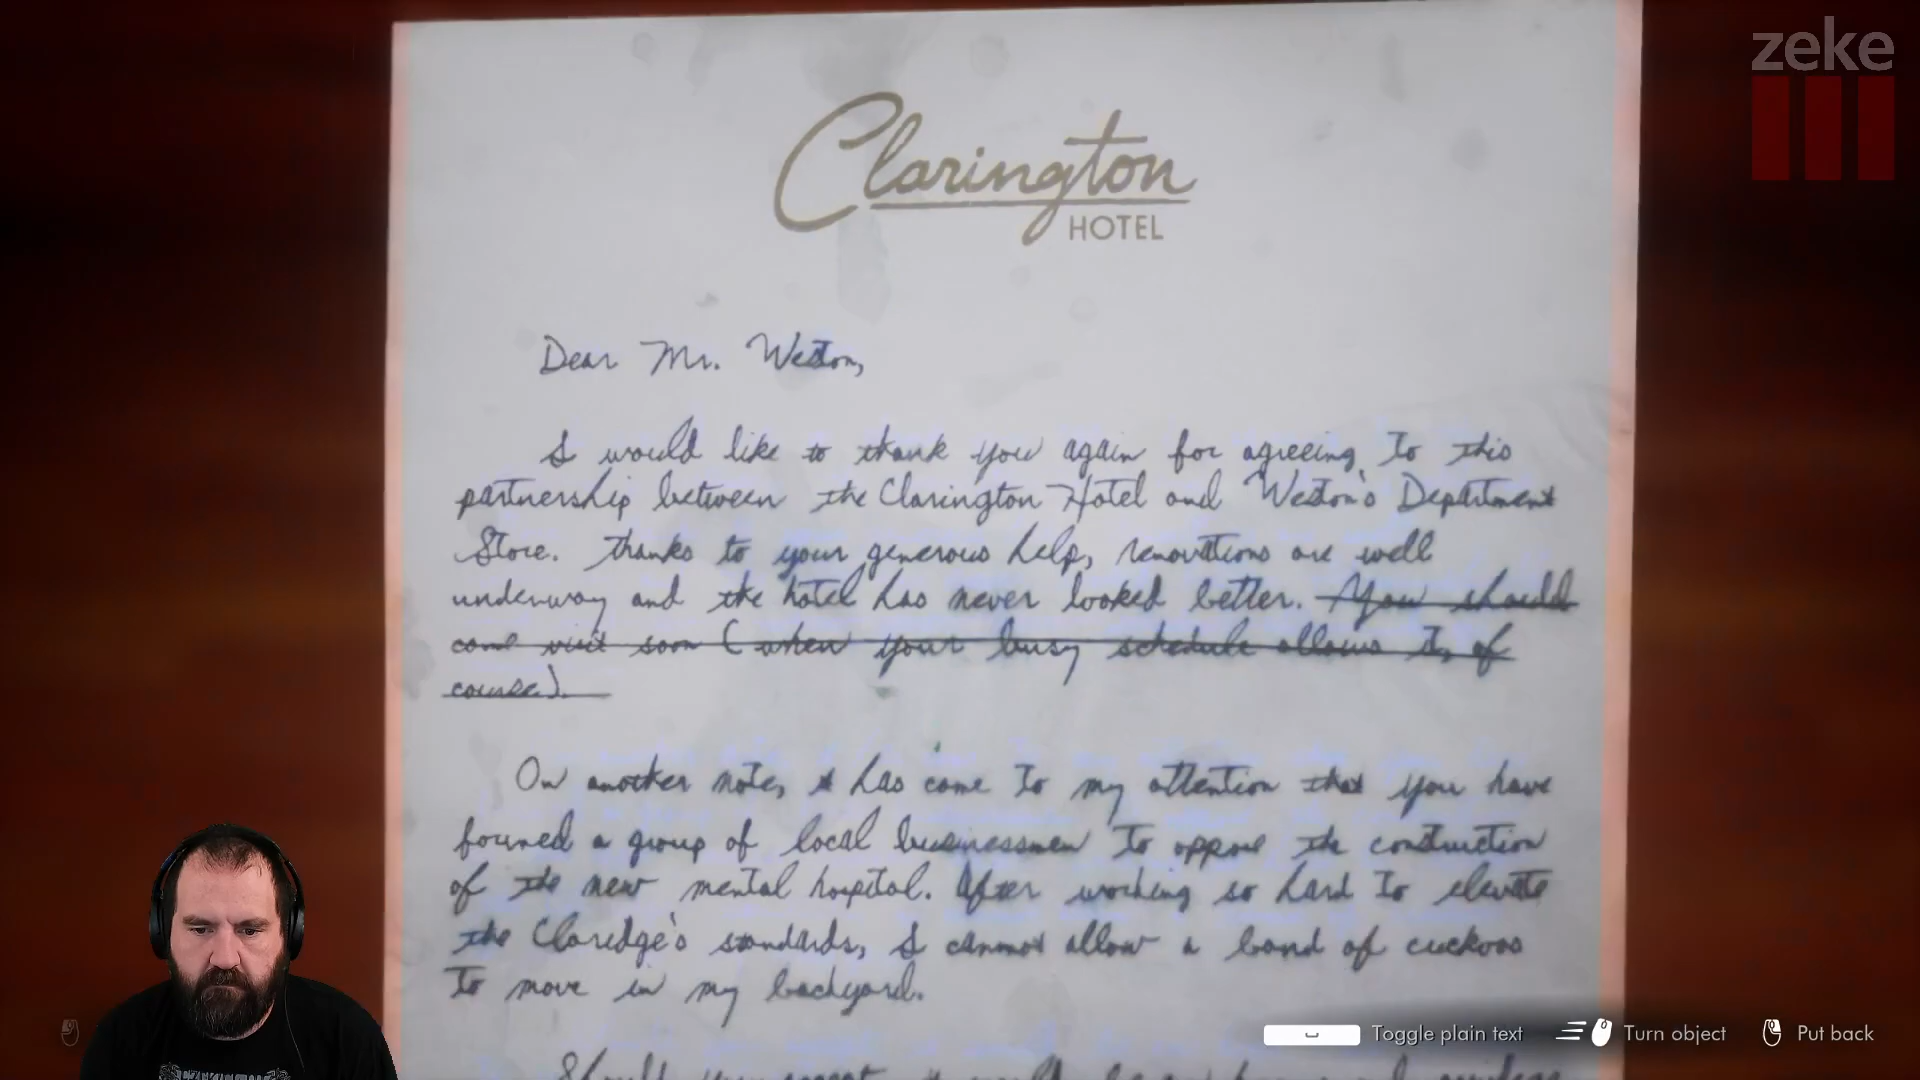 zeke
Clarington
HOTEL
Dear Mr. Weston,
I would like to thank you again for agreeing to this
partnership between the Clarington Hotel and Weston's Department
Store. Thanks to your generous help, renovations are well
underway and the hotel has never looked better. You should
come visit soon (when your busy schedule allows it, of
course).
On another note, it has come to my attention that you have
formed a group of local businessmen to oppose the construction
of the new mental hospital. After working so hard to elevate
the Claredge's standards, I cannot allow a band of cuckoos
to move in my backyard.
Should you
Toggle plain text
Turn object
Put back